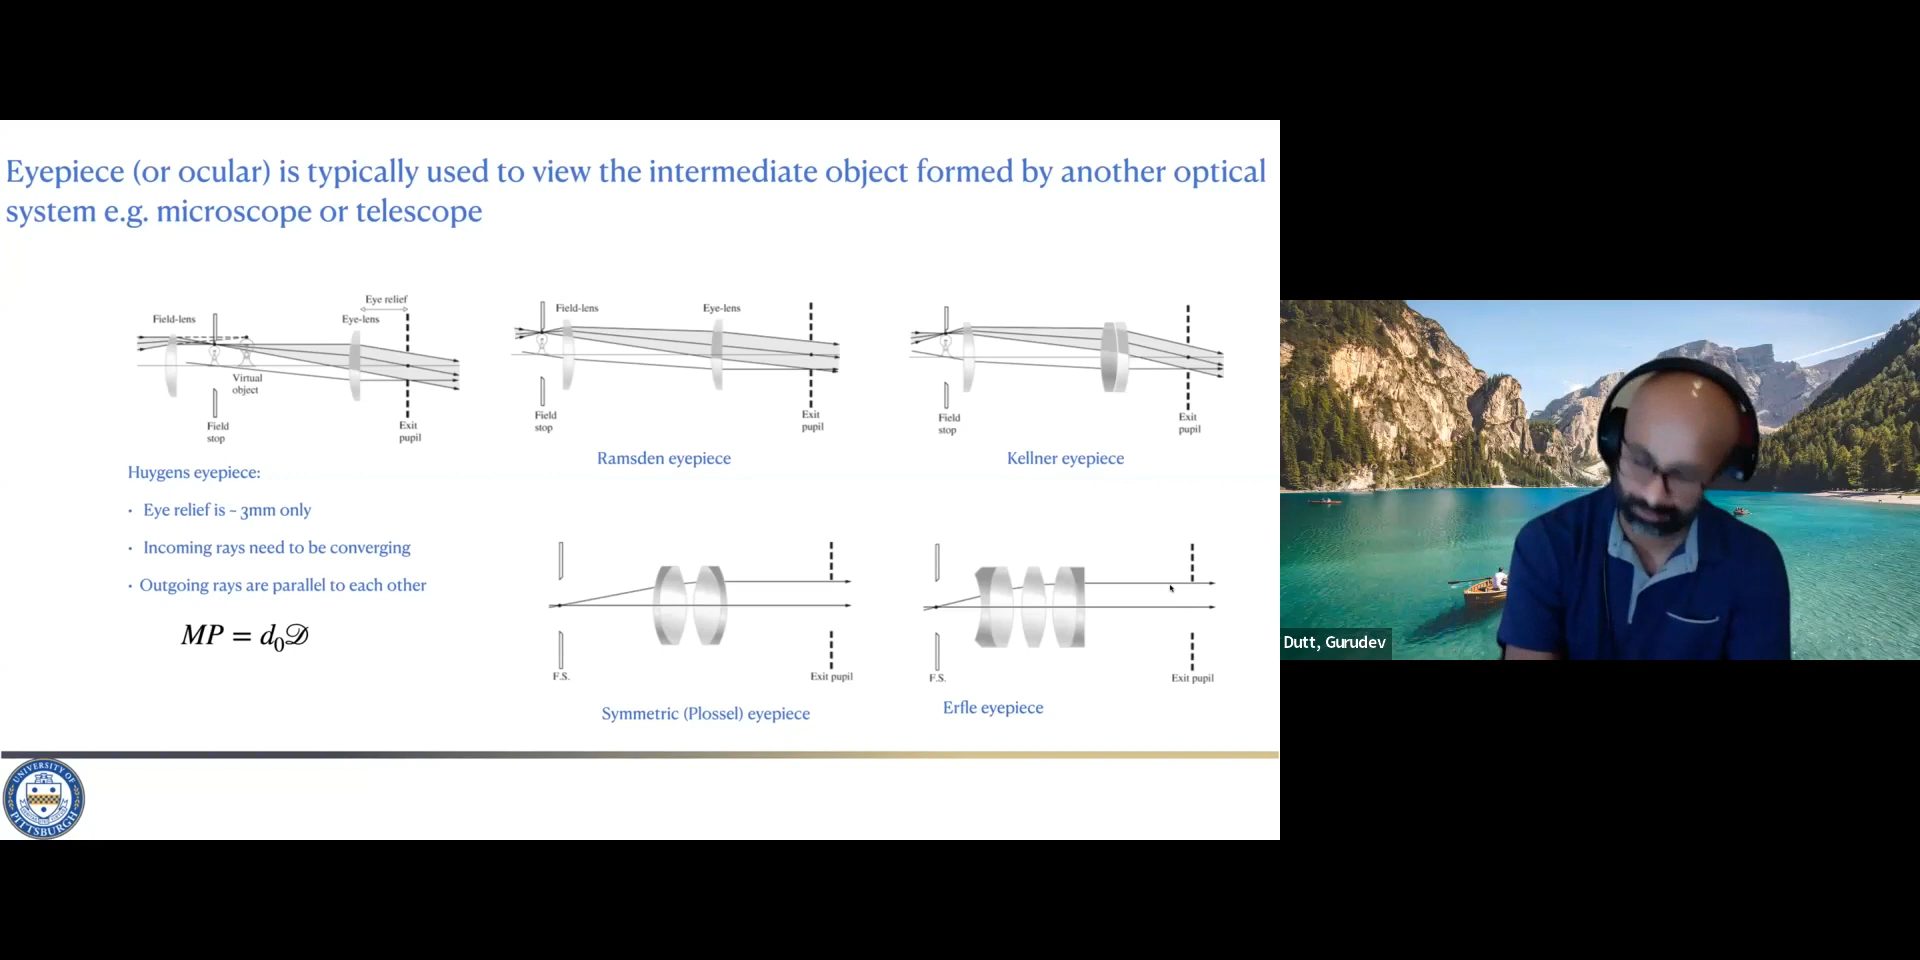 Eyepiece (or ocular) is typically used to view the intermediate object formed by another optical
system e.g. microscope or telescope
Eye relief
Field-lens
Eye-lens
Virtual
object
Field
stop
Exit
pupil
Huygens eyepiece:
• Eye relief is ~ 3mm only
• Incoming rays need to be converging
• Outgoing rays are parallel to each other
MP = d₀𝒟
Field-lens
Eye-lens
Field
stop
Exit
pupil
Ramsden eyepiece
Field
stop
Exit
pupil
Kellner eyepiece
F.S.
Exit pupil
Symmetric (Plossel) eyepiece
F.S.
Exit pupil
Erfle eyepiece
UNIVERSITY OF
PITTSBURGH
Dutt, Gurudev